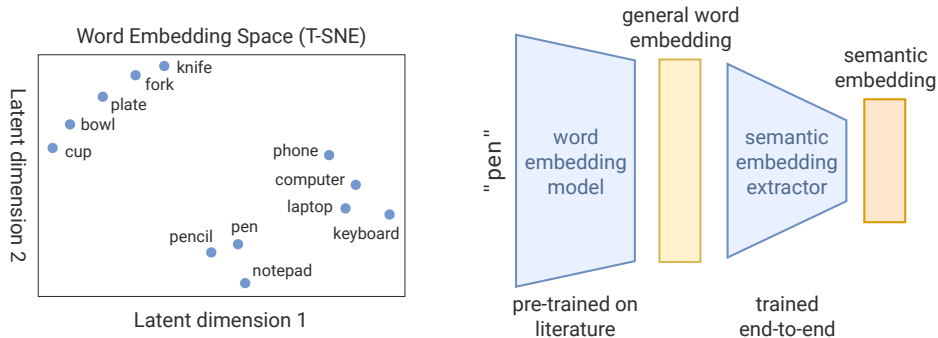 Word Embedding Space (T-SNE)
knife
fork
plate
bowl
cup
phone
computer
laptop
keyboard
pen
pencil
notepad
Latent dimension 2
Latent dimension 1
"pen"
word
embedding
model
pre-trained on
literature
general word
embedding
semantic
embedding
extractor
trained
end-to-end
semantic
embedding